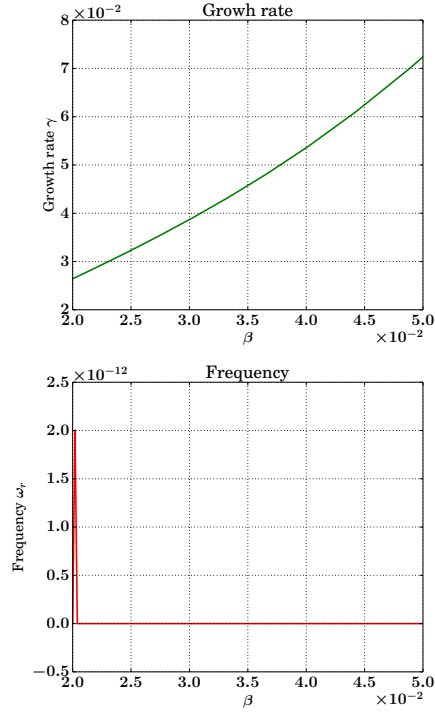 ×10⁻² Growh rate
8
7
6
5
4
3
2
Growth rate γ
2.0 2.5 3.0 3.5 4.0 4.5 5.0
β ×10⁻²
×10⁻¹² Frequency
2.5
2.0
1.5
1.0
0.5
0.0
−0.5
Frequency ωᵣ
2.0 2.5 3.0 3.5 4.0 4.5 5.0
β ×10⁻²